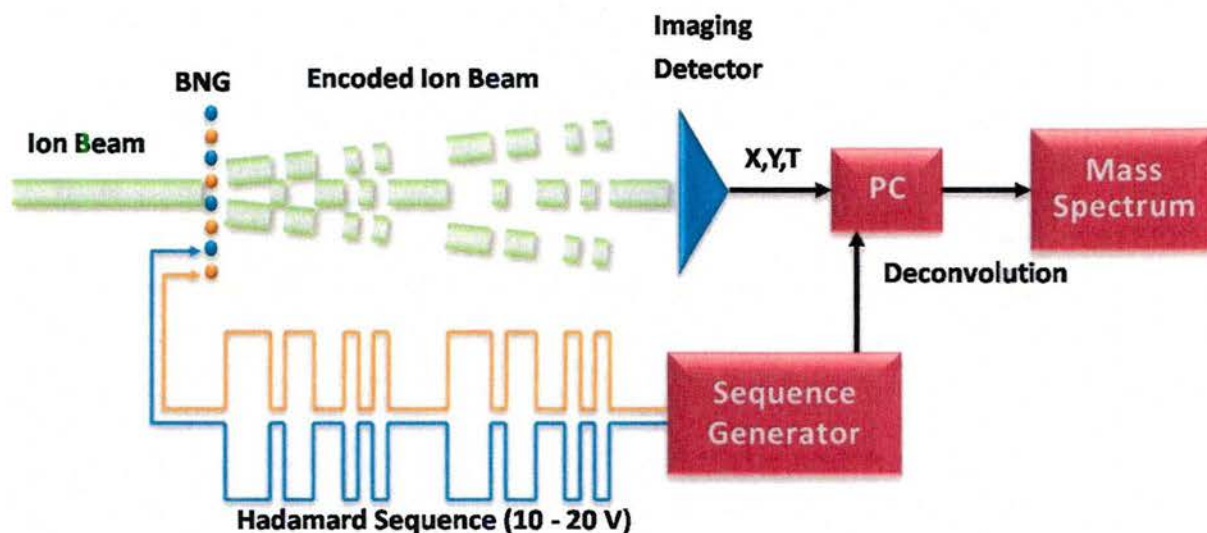 Imaging
Detector
Encoded Ion Beam
BNG
Ion Beam
X,Y,T
PC
Mass
Spectrum
Deconvolution
Sequence
Generator
Hadamard Sequence (10 - 20 V)